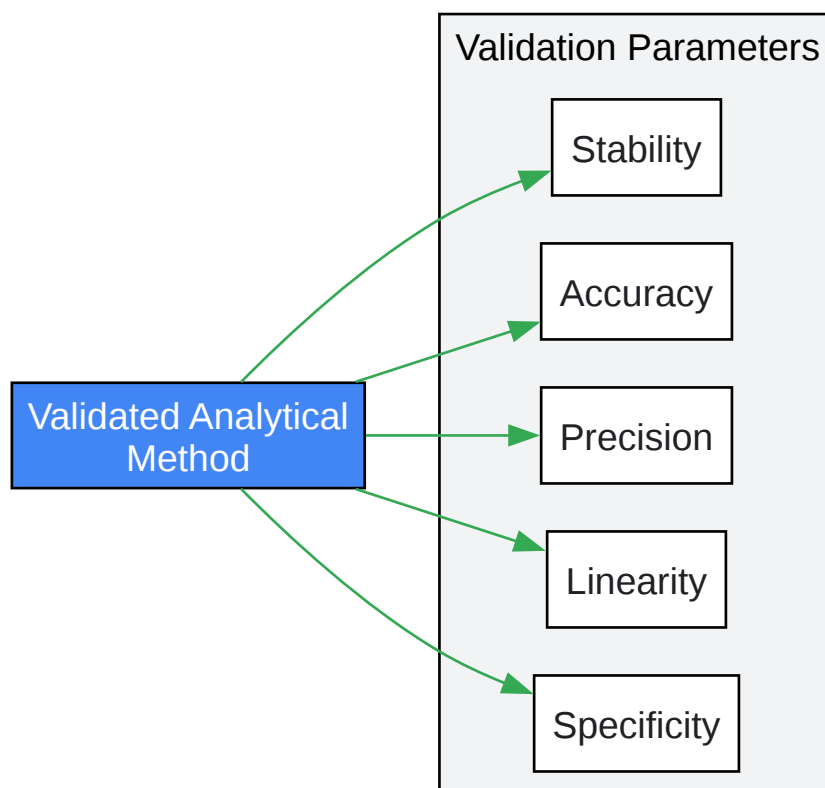 Validation Parameters
Stability
Accuracy
Validated Analytical
Method
Precision
Linearity
Specificity